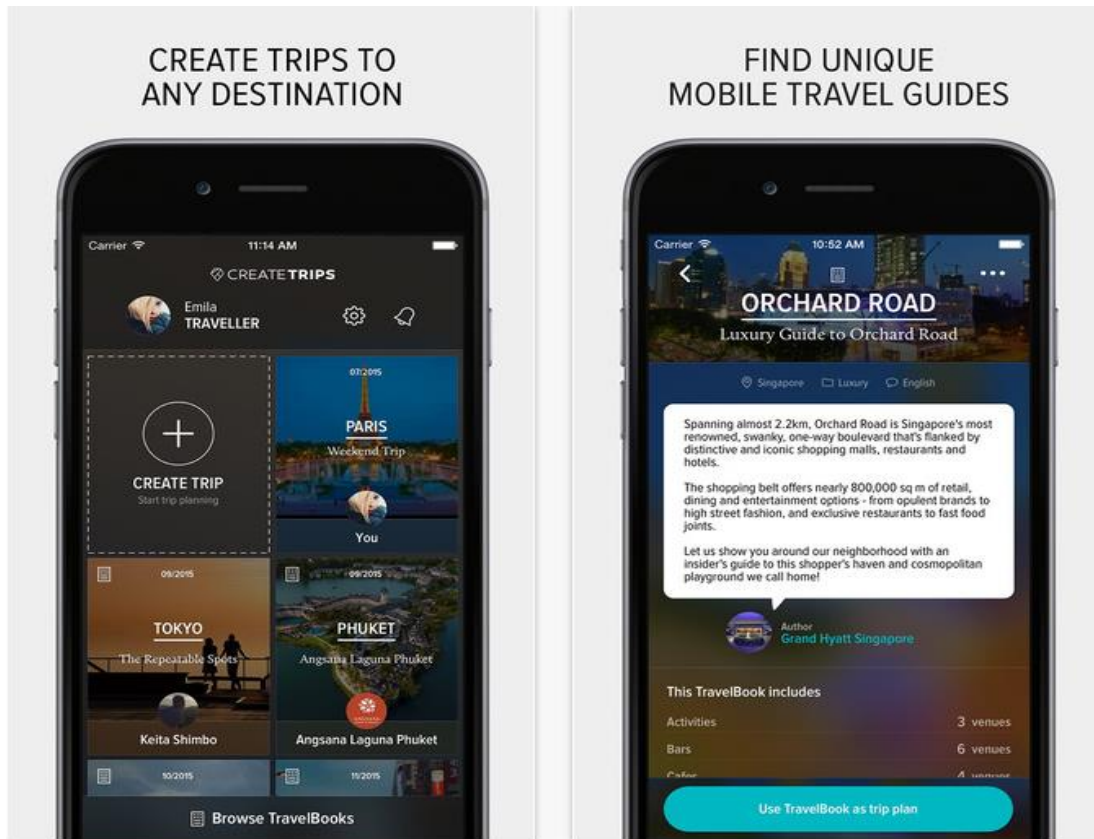 CREATE TRIPS TO
ANY DESTINATION
Carrier
11:14 AM
CREATETRIPS
Emila
TRAVELLER
CREATE TRIP
Start trip planning
07/2015
PARIS
Weekend Trip
You
09/2015
TOKYO
The Repeatable Spots
Keita Shimbo
09/2015
PHUKET
Angsana Laguna Phuket
Angsana Laguna Phuket
10/2015
11/2015
Browse TravelBooks
FIND UNIQUE
MOBILE TRAVEL GUIDES
Carrier
10:52 AM
ORCHARD ROAD
Luxury Guide to Orchard Road
Singapore Luxury English
Spanning almost 2.2km, Orchard Road is Singapore's most
renowned, swanky, one-way boulevard that's flanked by
distinctive and iconic shopping malls, restaurants and
hotels.
The shopping belt offers nearly 800,000 sq m of retail,
dining and entertainment options - from opulent brands to
high street fashion, and exclusive restaurants to fast food
joints.
Let us show you around our neighborhood with an
insider's guide to this shopper's haven and cosmopolitan
playground we call home!
Author
Grand Hyatt Singapore
This TravelBook includes
Activities 3 venues
Bars 6 venues
Cafes 4 venues
Use TravelBook as trip plan